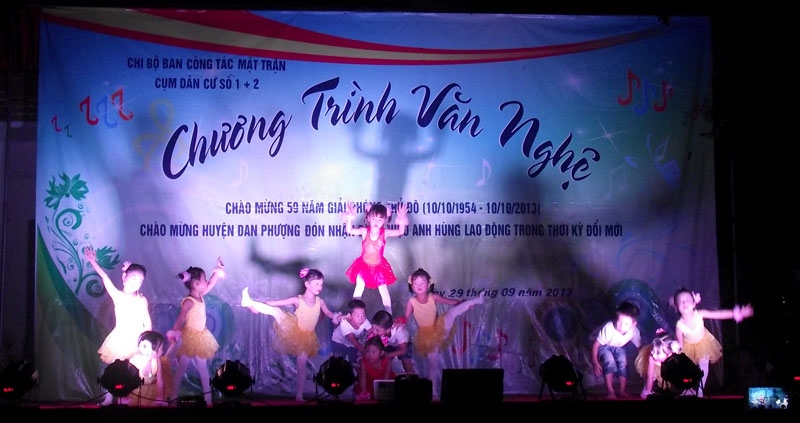 CHI BỘ BAN CÔNG TÁC MẶT TRẬN
CỤM DÂN CƯ SỐ 1 + 2
Chương Trình Văn Nghệ
CHÀO MỪNG 59 NĂM GIẢI PHÓNG THỦ ĐÔ (10/10/1954 - 10/10/2013)
CHÀO MỪNG HUYỆN ĐAN PHƯỢNG ĐÓN NHẬN ANH HÙNG LAO ĐỘNG TRONG THỜI KỲ ĐỔI MỚI
29 tháng 09 năm 2013